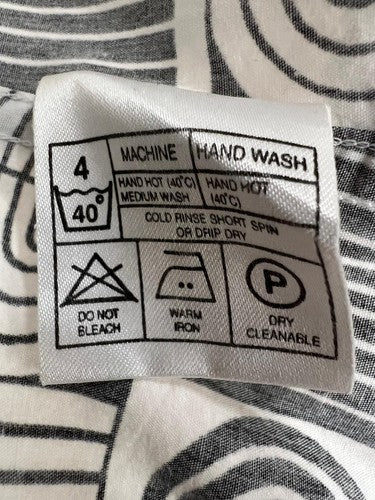 4
MACHINE
HAND WASH
40°
HAND HOT (40°C)
MEDIUM WASH
HAND HOT
(40°C)
COLD RINSE SHORT SPIN
OR DRIP DRY
DO NOT
BLEACH
WARM
IRON
P
DRY
CLEANABLE